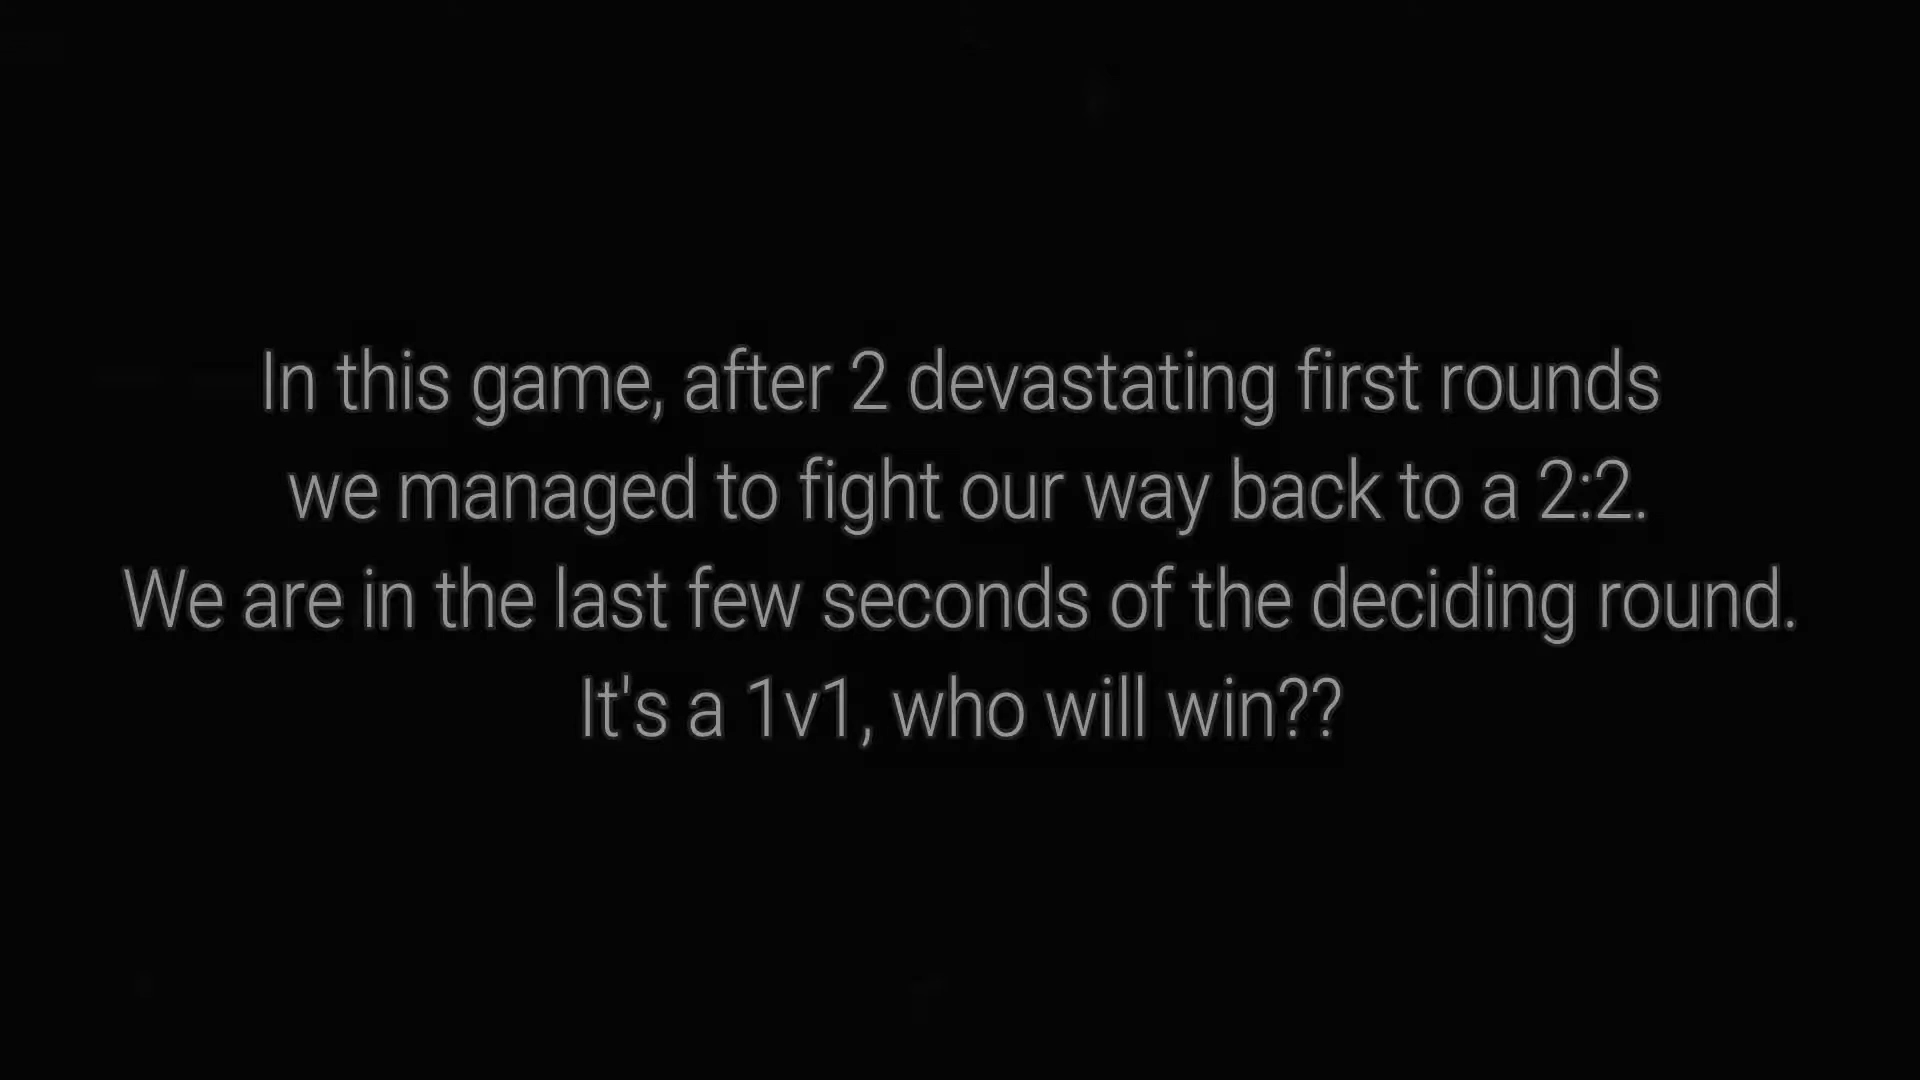 In this game, after 2 devastating first rounds
we managed to fight our way back to a 2:2.
We are in the last few seconds of the deciding round.
It's a 1v1, who will win??